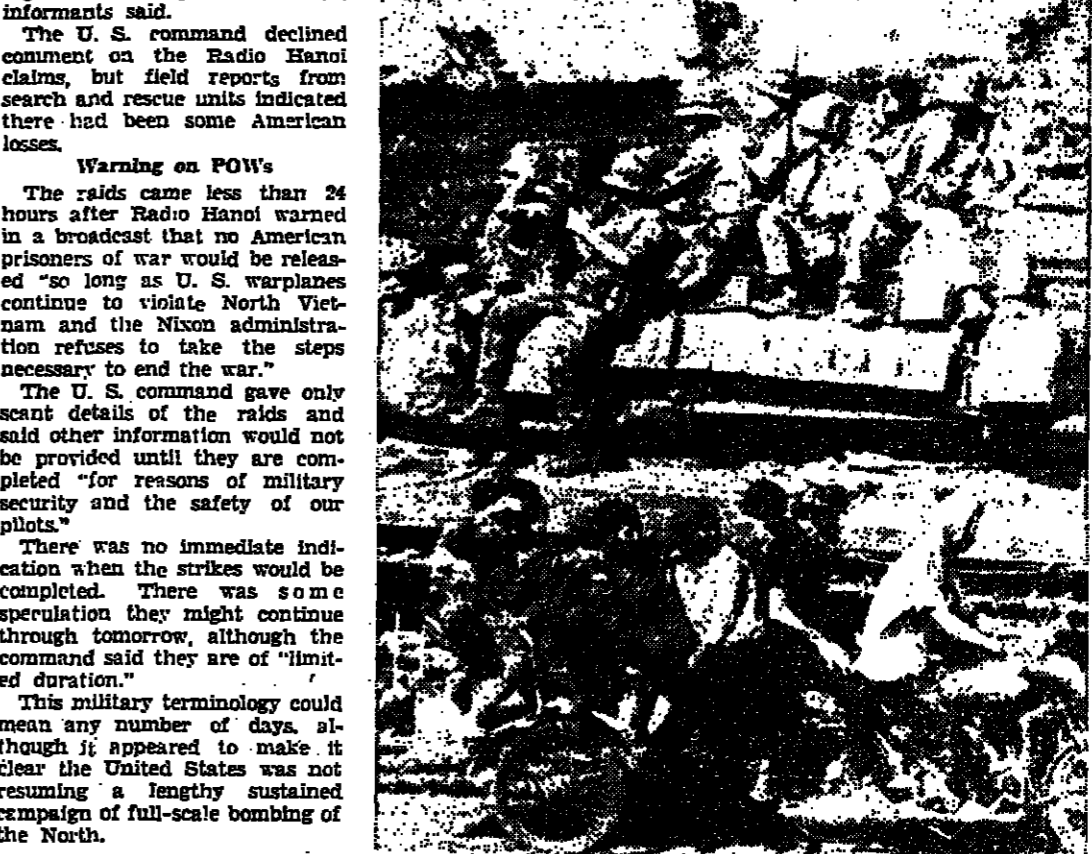 informants said.
The U. S. command declined
comment on the Radio Hanoi
claims, but field reports from
search and rescue units indicated
there had been some American
losses.
Warning on POWs
The raids came less than 24
hours after Radio Hanoi warned
in a broadcast that no American
prisoners of war would be releas-
ed "so long as U. S. warplanes
continue to violate North Viet-
nam and the Nixon administra-
tion refuses to take the steps
necessary to end the war."
The U. S. command gave only
scant details of the raids and
said other information would not
be provided until they are com-
pleted "for reasons of military
security and the safety of our
pilots."
There was no immediate indi-
cation when the strikes would be
completed. There was some
speculation they might continue
through tomorrow, although the
command said they are of "limit-
ed duration."
This military terminology could
mean any number of days, al-
though it appeared to make it
clear the United States was not
resuming a lengthy sustained
campaign of full-scale bombing of
the North.